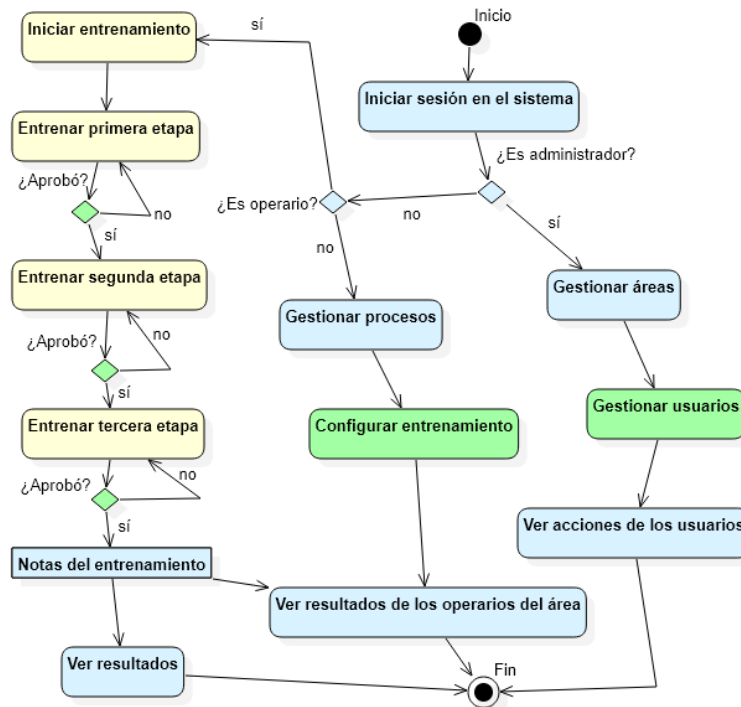 Inicio
Iniciar entrenamiento
sí
Iniciar sesión en el sistema
Entrenar primera etapa
¿Es administrador?
¿Aprobó?
no
sí
¿Es operario?
no
sí
no
Entrenar segunda etapa
Gestionar áreas
Gestionar procesos
¿Aprobó?
no
sí
Gestionar usuarios
Entrenar tercera etapa
Configurar entrenamiento
¿Aprobó?
no
sí
Ver acciones de los usuarios
Notas del entrenamiento
Ver resultados de los operarios del área
Ver resultados
Fin